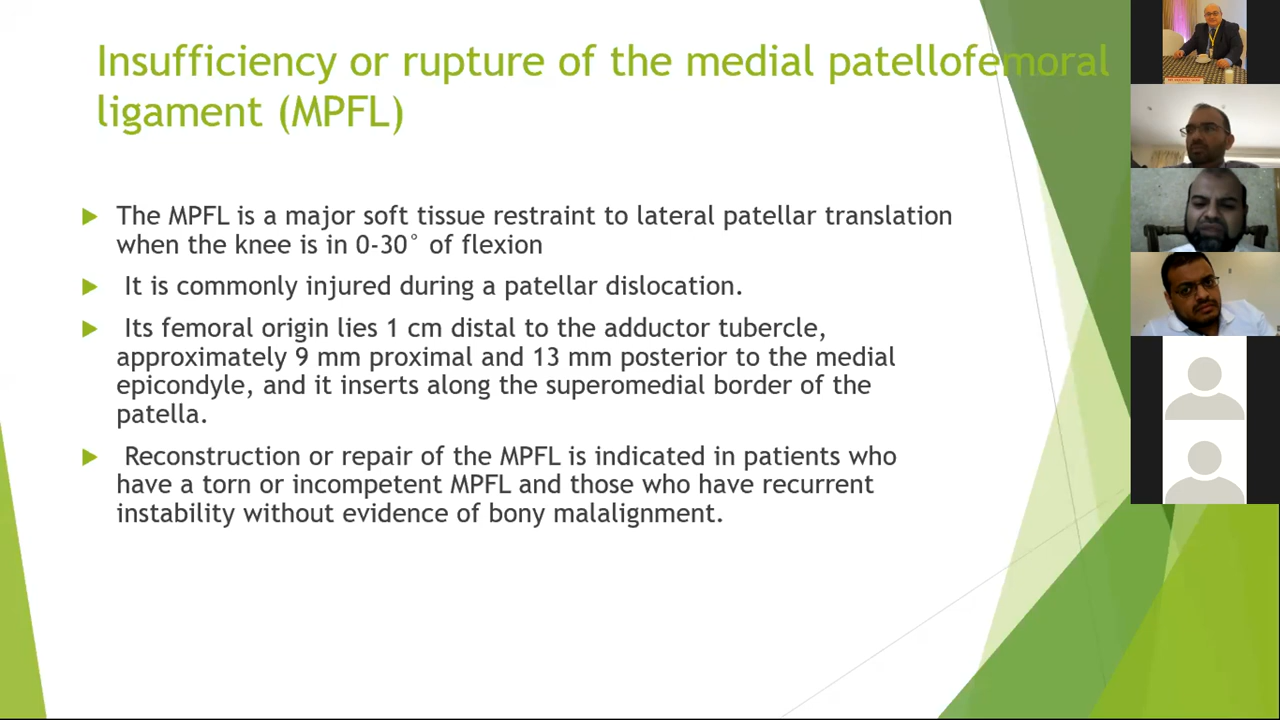 Insufficiency or rupture of the medial patellofemoral
ligament (MPFL)
The MPFL is a major soft tissue restraint to lateral patellar translation
when the knee is in 0-30° of flexion
It is commonly injured during a patellar dislocation.
Its femoral origin lies 1 cm distal to the adductor tubercle,
approximately 9 mm proximal and 13 mm posterior to the medial
epicondyle, and it inserts along the superomedial border of the
patella.
Reconstruction or repair of the MPFL is indicated in patients who
have a torn or incompetent MPFL and those who have recurrent
instability without evidence of bony malalignment.